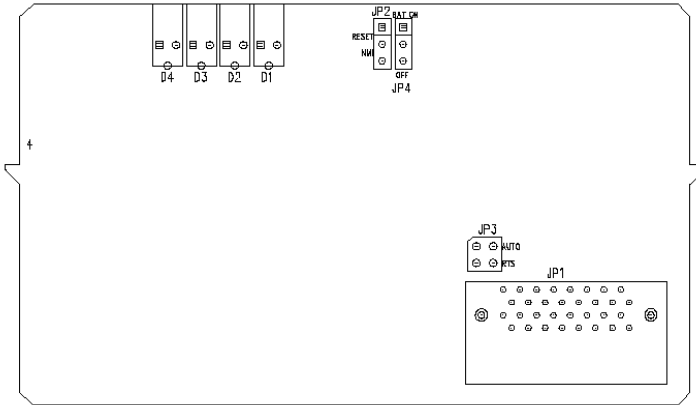 JP2 BAT ON
RESET
NMI
OFF
JP4
D4 D3 D2 D1
4
JP3
AUTO
RTS
JP1